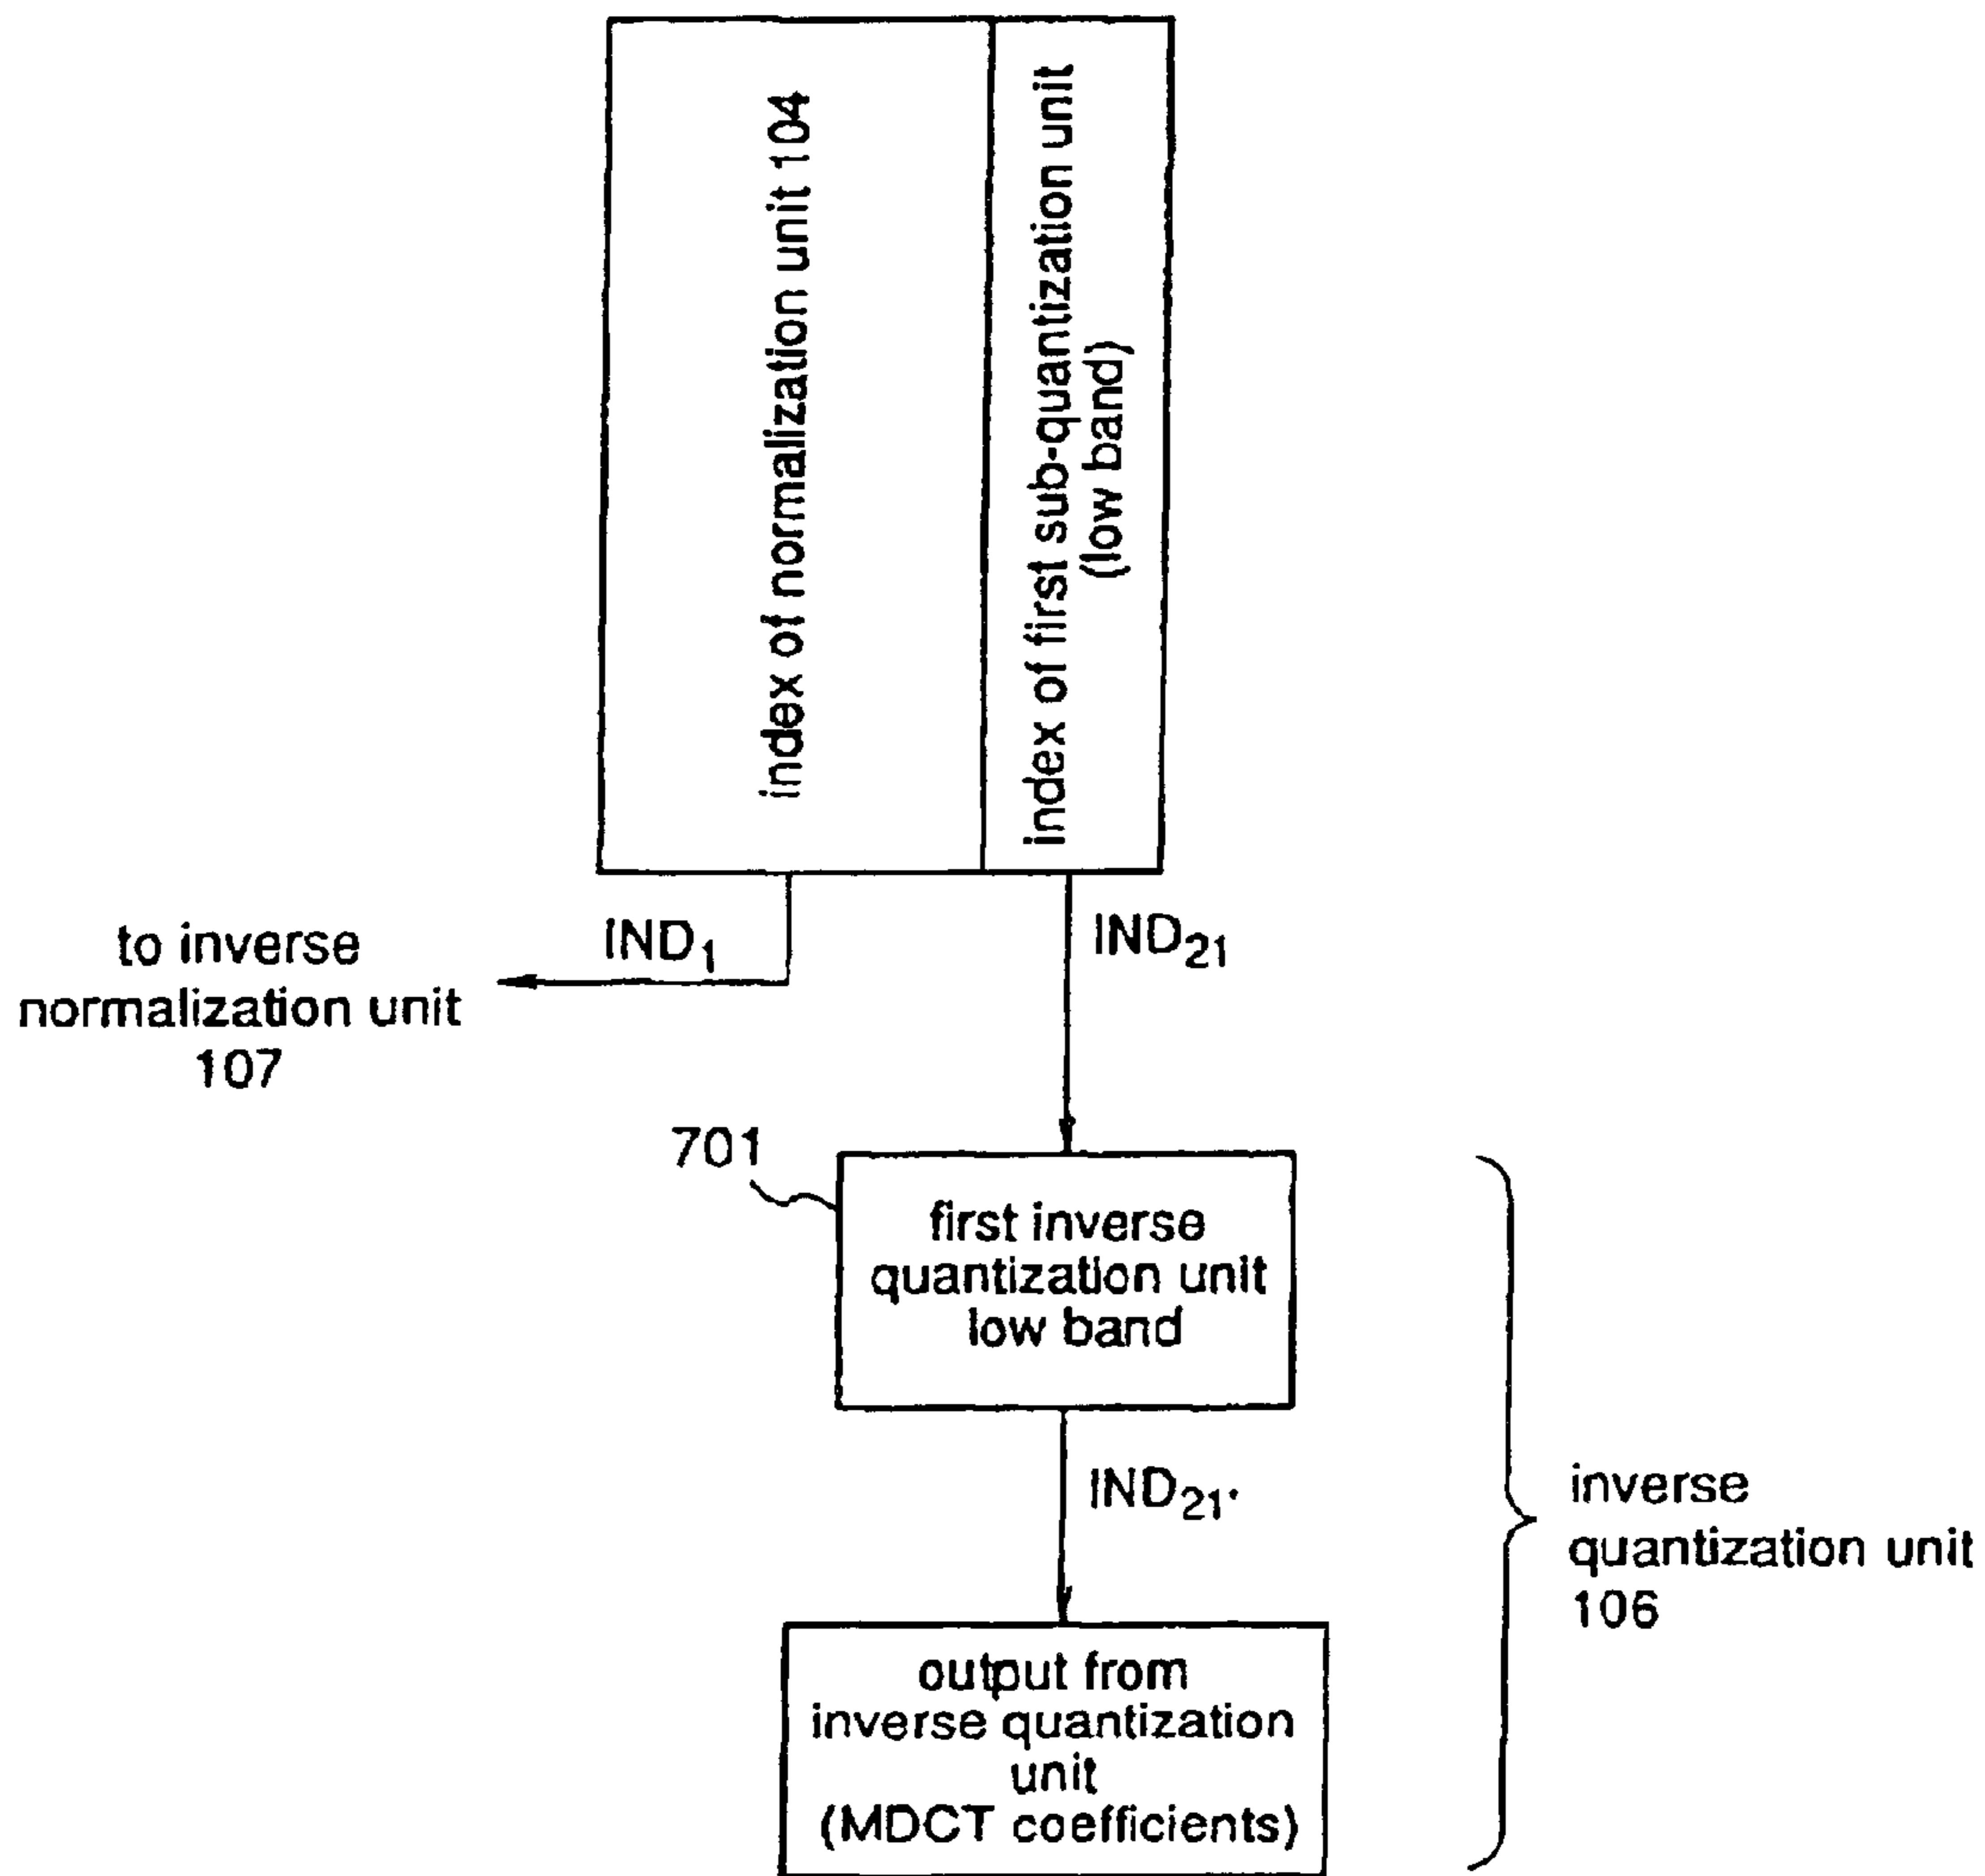 index of normalization unit 104
index of first sub-quantization unit
(low band)
to inverse
normalization unit
107
IND1
IND21
701
first inverse
quantization unit
low band
IND21'
inverse
quantization unit
106
output from
inverse quantization
unit
(MDCT coefficients)